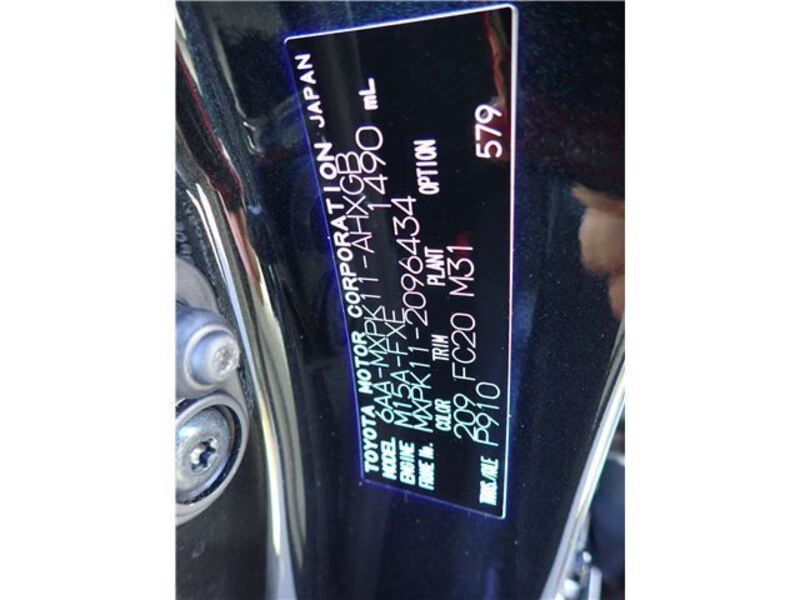 TOYOTA MOTOR CORPORATION JAPAN
MODEL 6AA-MXPK11-AHXGB
ENGINE M15A-FXE 1490 mL
FRAME No. MXPK11-2096434
COLOR TRIM PLANT OPTION
209 FC20 M31
TRANS/AXLE P910 579